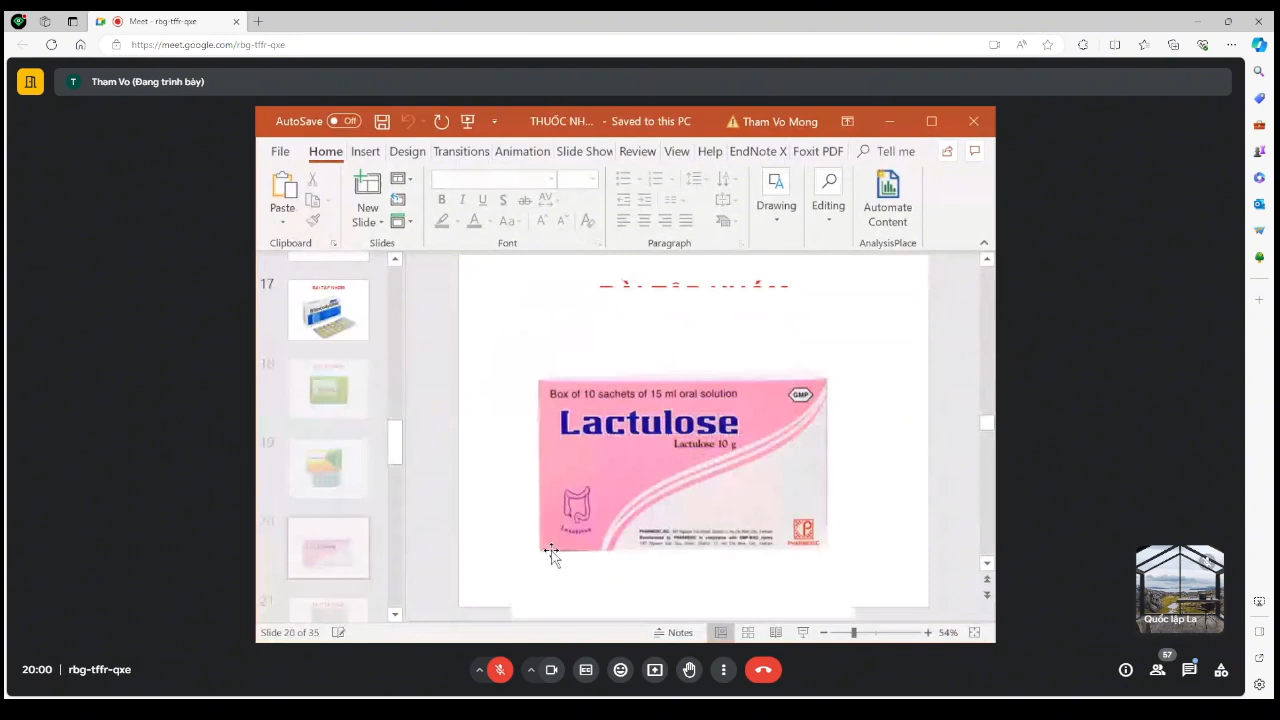 Meet - rbg-tffr-qxe
https://meet.google.com/rbg-tffr-qxe
T Tham Vo (Đang trình bày)
AutoSave Off THUỐC NH... - Saved to this PC Tham Vo Mong
File Home Insert Design Transitions Animation Slide Show Review View Help EndNote X Foxit PDF Tell me
Paste
New
Slide
Drawing
Editing
Automate
Content
Clipboard Slides Font Paragraph AnalysisPlace
17
18
19
20
21
Box of 10 sachets of 15 ml oral solution
GMP
Lactulose
Lactulose 10 g
PHARMEDIC
Slide 20 of 35 Notes 54%
Quốc lập La
20:00 | rbg-tffr-qxe
57